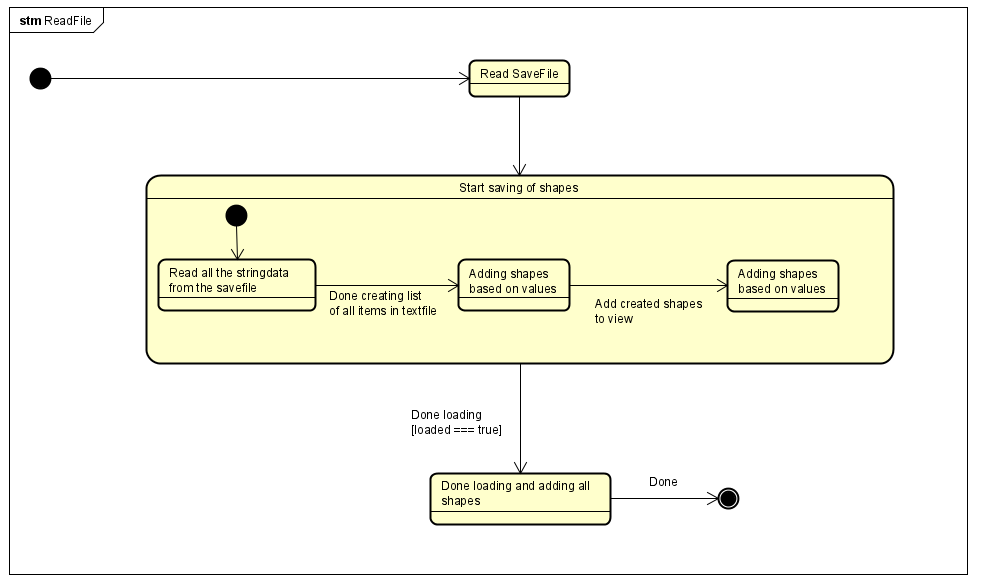 stm ReadFile
Read SaveFile
Start saving of shapes
Read all the stringdata
from the savefile
Done creating list
of all items in textfile
Adding shapes
based on values
Add created shapes
to view
Adding shapes
based on values
Done loading
[loaded === true]
Done loading and adding all
shapes
Done